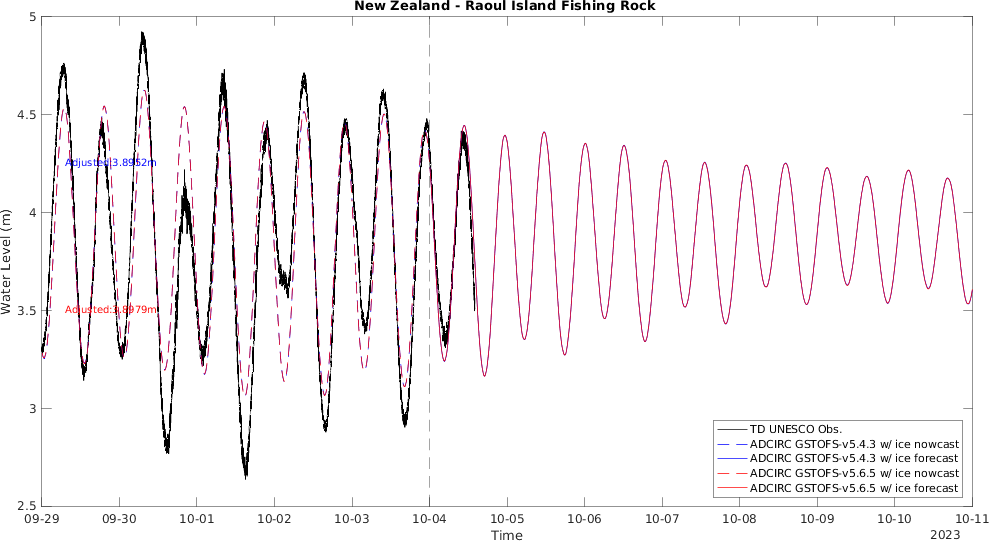 New Zealand - Raoul Island Fishing Rock
5
4.5
4
3.5
3
2.5
Water Level (m)
Adjusted:3.8952m
Adjusted:3.8979m
TD UNESCO Obs.
ADCIRC GSTOFS-v5.4.3 w/ ice nowcast
ADCIRC GSTOFS-v5.4.3 w/ ice forecast
ADCIRC GSTOFS-v5.6.5 w/ ice nowcast
ADCIRC GSTOFS-v5.6.5 w/ ice forecast
09-29 09-30 10-01 10-02 10-03 10-04 10-05 10-06 10-07 10-08 10-09 10-10 10-11
Time
2023